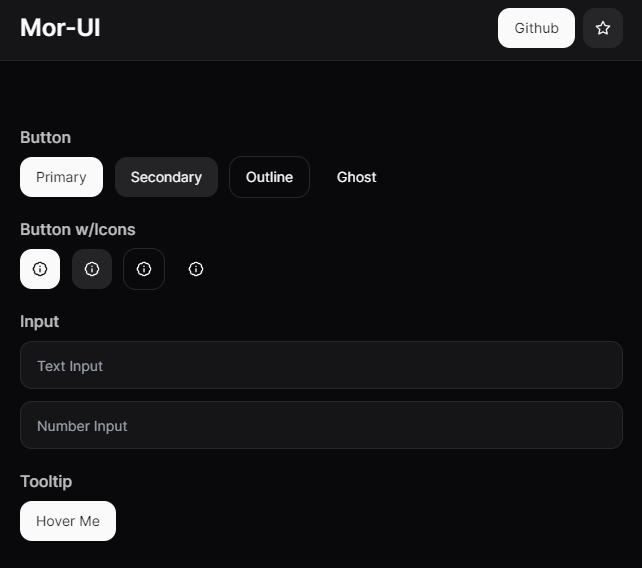 Mor-UI
Github
Button
Primary Secondary Outline Ghost
Button w/Icons
Input
Text Input
Number Input
Tooltip
Hover Me